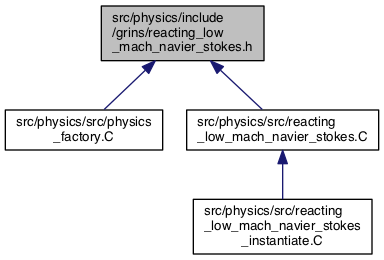 src/physics/include
/grins/reacting_low
_mach_navier_stokes.h
src/physics/src/physics
_factory.C
src/physics/src/reacting
_low_mach_navier_stokes.C
src/physics/src/reacting
_low_mach_navier_stokes
_instantiate.C